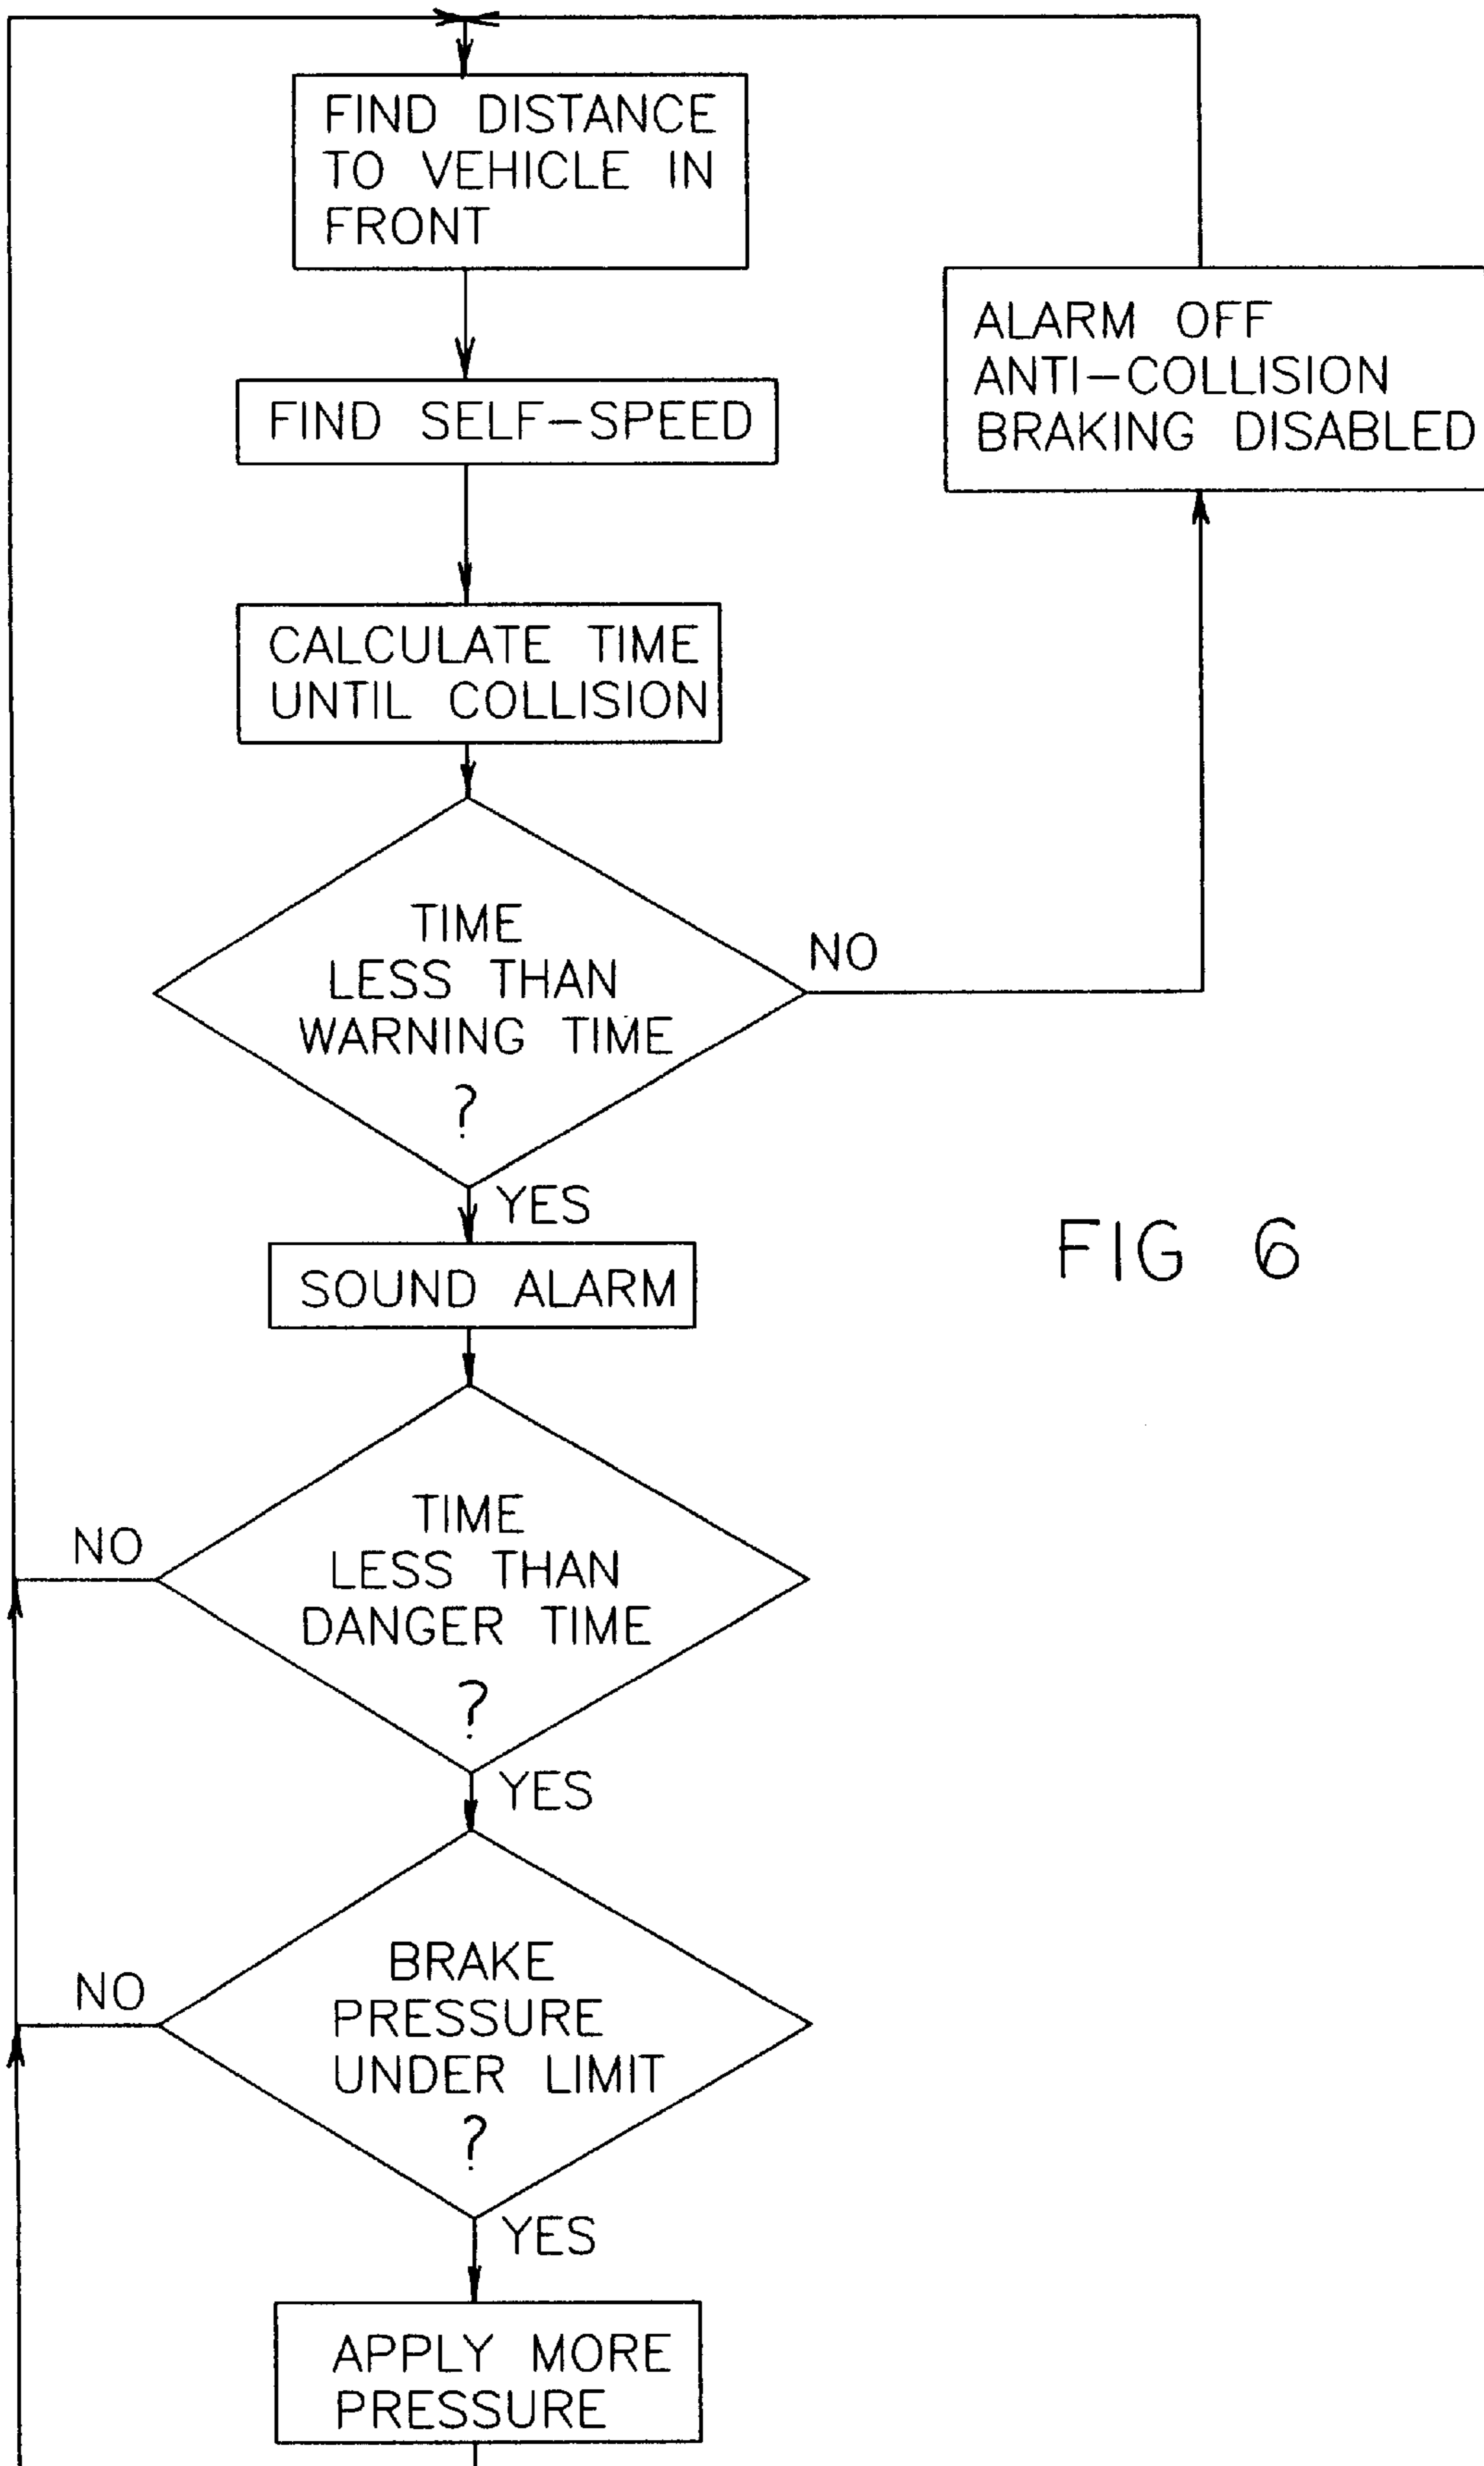 FIND DISTANCE
TO VEHICLE IN
FRONT
ALARM OFF
ANTI-COLLISION
BRAKING DISABLED
FIND SELF-SPEED
CALCULATE TIME
UNTIL COLLISION
TIME
LESS THAN
WARNING TIME
?
NO
YES
SOUND ALARM
FIG 6
TIME
LESS THAN
DANGER TIME
?
NO
YES
BRAKE
PRESSURE
UNDER LIMIT
?
NO
YES
APPLY MORE
PRESSURE